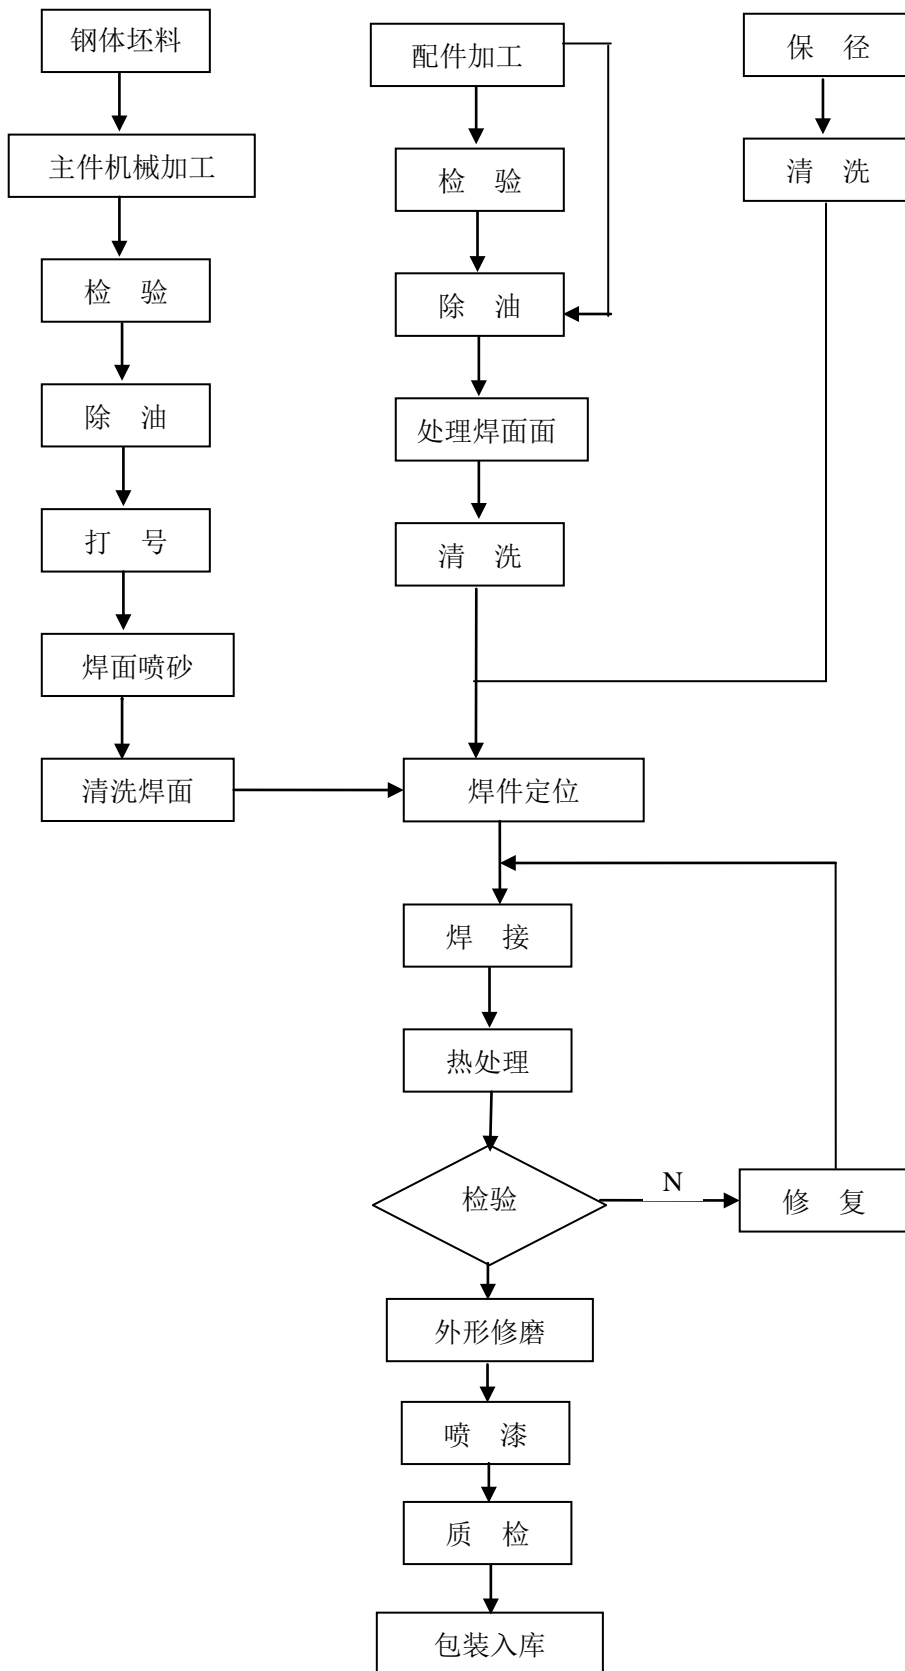 钢体坯料
配件加工
保 径
主件机械加工
检 验
清 洗
检 验
除 油
除 油
处理焊面面
打 号
清 洗
焊面喷砂
清洗焊面
焊件定位
焊 接
热处理
检验
N
修 复
外形修磨
喷 漆
质 检
包装入库